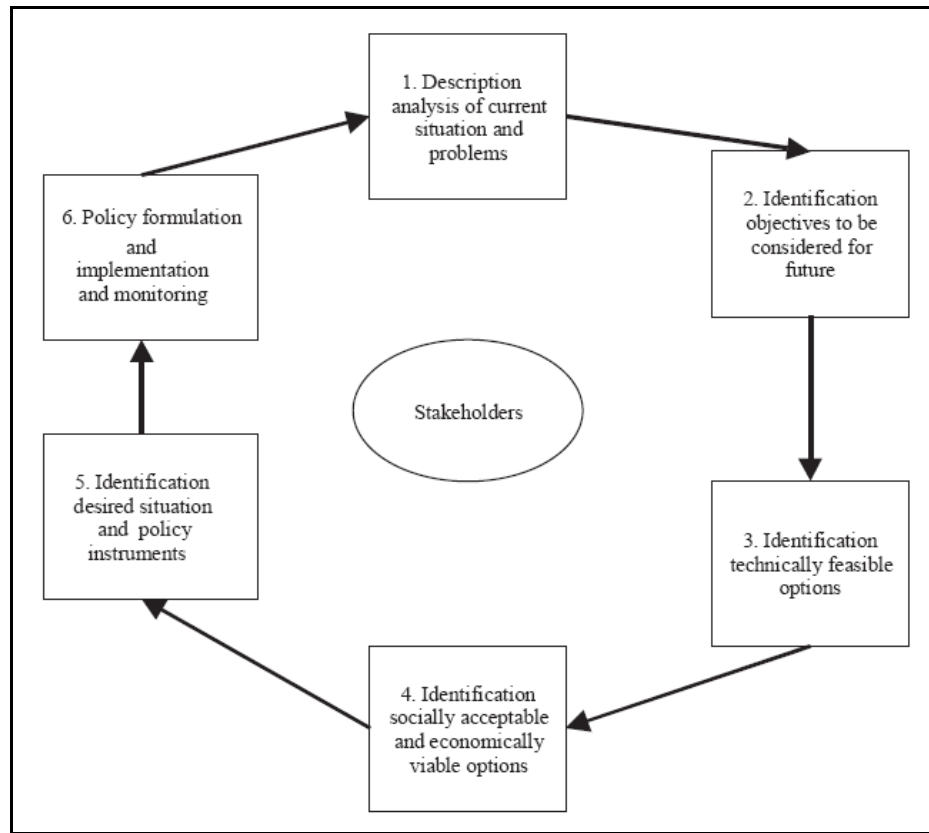 1. Description
analysis of current
situation and
problems
2. Identification
objectives to be
considered for
future
3. Identification
technically feasible
options
4. Identification
socially acceptable
and economically
viable options
5. Identification
desired situation
and policy
instruments
6. Policy formulation
and
implementation
and monitoring
Stakeholders